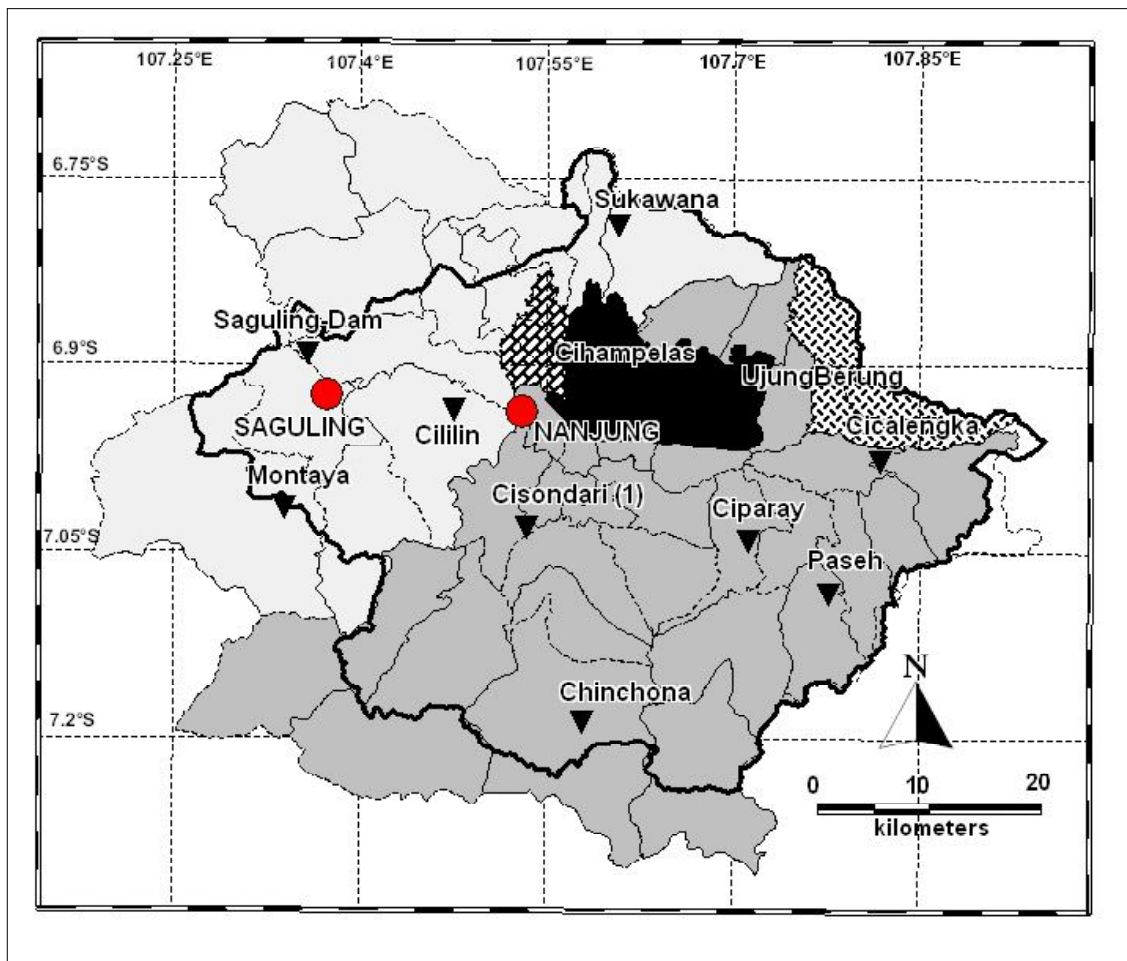 107.25°E 107.4°E 107.55°E 107.7°E 107.85°E
6.75°S
Sukawana
Saguling Dam
6.9°S
Cihampelas
UjungBerung
SAGULING
Cililin
NANJUNG
Cicalengka
Montaya
Cisondari (1)
Ciparay
7.05°S
Paseh
Chinchona
N
7.2°S
0 10 20
kilometers